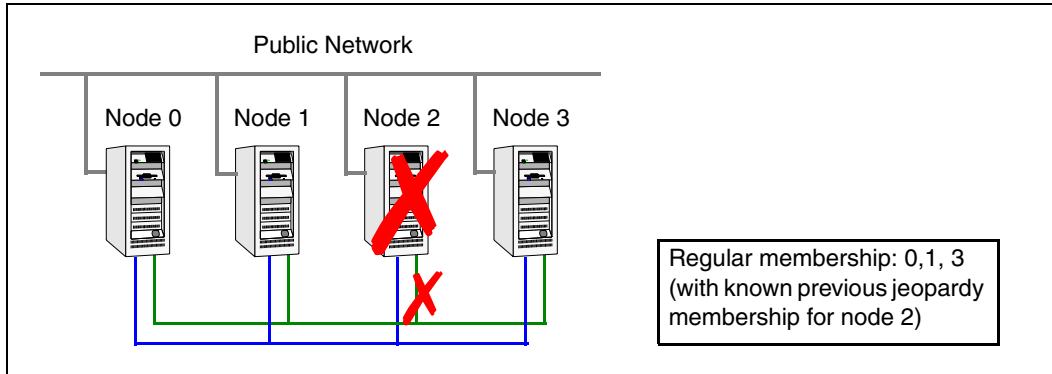 Public Network
Node 0
Node 1
Node 2
Node 3
Regular membership: 0,1, 3
(with known previous jeopardy
membership for node 2)